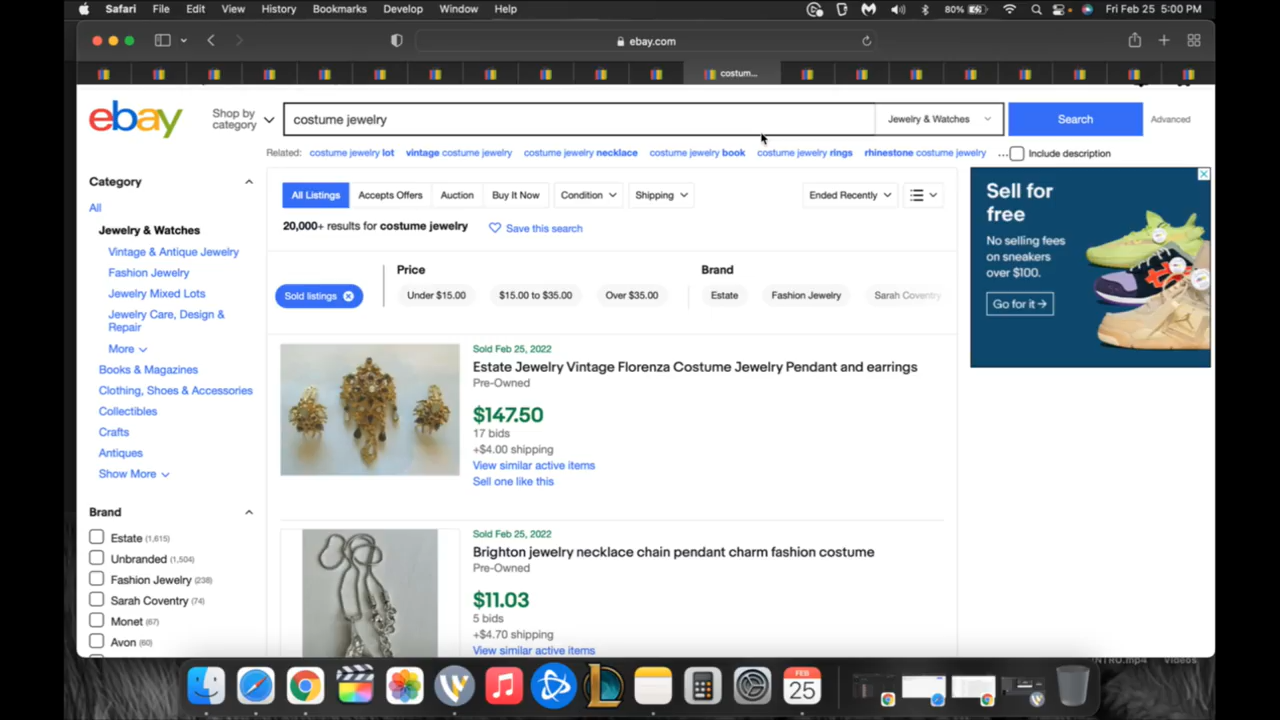 Safari File Edit View History Bookmarks Develop Window Help 80% Fri Feb 25 5:00 PM
ebay.com
costum...
ebay
Shop by category
costume jewelry
Jewelry & Watches
Search
Advanced
Related: costume jewelry lot vintage costume jewelry costume jewelry necklace costume jewelry book costume jewelry rings rhinestone costume jewelry ... Include description
Category
All
Jewelry & Watches
Vintage & Antique Jewelry
Fashion Jewelry
Jewelry Mixed Lots
Jewelry Care, Design &
Repair
More
Books & Magazines
Clothing, Shoes & Accessories
Collectibles
Crafts
Antiques
Show More
Brand
Estate (1,615)
Unbranded (1,504)
Fashion Jewelry (238)
Sarah Coventry (74)
Monet (67)
Avon (60)
All Listings Accepts Offers Auction Buy It Now Condition Shipping Ended Recently
20,000+ results for costume jewelry Save this search
Price Brand
Sold listings Under $15.00 $15.00 to $35.00 Over $35.00 Estate Fashion Jewelry Sarah Coventry
Sold Feb 25, 2022
Estate Jewelry Vintage Florenza Costume Jewelry Pendant and earrings
Pre-Owned
$147.50
17 bids
+$4.00 shipping
View similar active items
Sell one like this
Sold Feb 25, 2022
Brighton jewelry necklace chain pendant charm fashion costume
Pre-Owned
$11.03
5 bids
+$4.70 shipping
View similar active items
Sell for
free
No selling fees
on sneakers
over $100.
Go for it →
INTRO.mp4 Videos
FEB
25